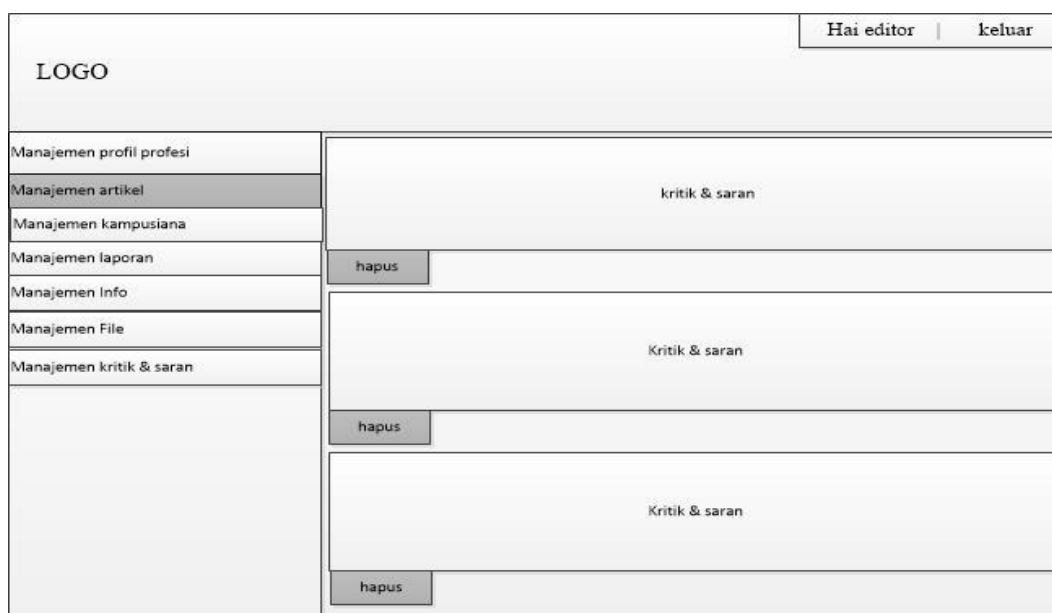 Hai editor | keluar
LOGO
Manajemen profil profesi
Manajemen artikel
Manajemen kampusiana
Manajemen laporan
Manajemen Info
Manajemen File
Manajemen kritik & saran
kritik & saran
hapus
Kritik & saran
hapus
Kritik & saran
hapus